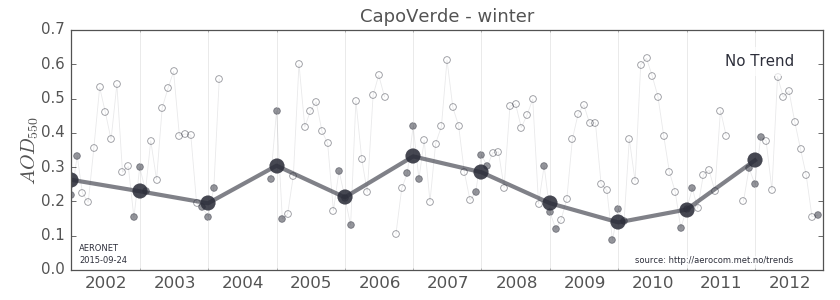 CapoVerde - winter
0.7
0.6
0.5
0.4
0.3
0.2
0.1
0.0
AOD550
No Trend
AERONET
2015-09-24
source: http://aerocom.met.no/trends
2002 2003 2004 2005 2006 2007 2008 2009 2010 2011 2012